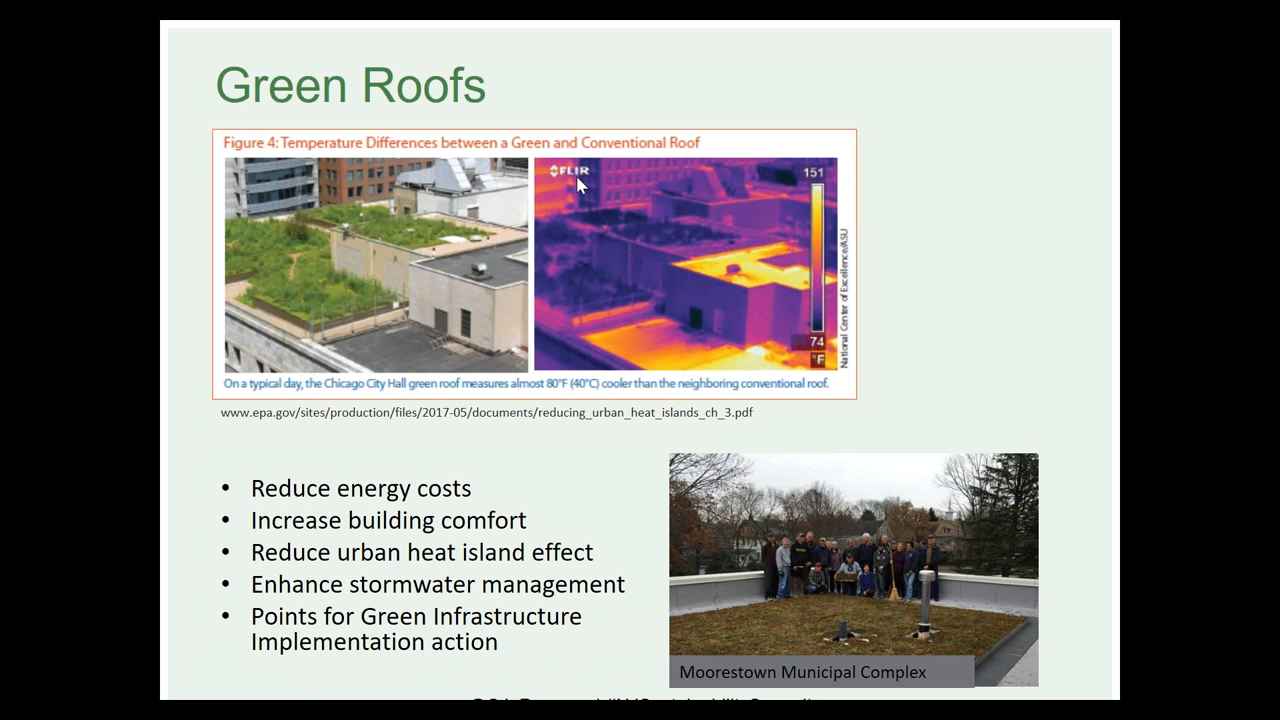 Green Roofs
Figure 4: Temperature Differences between a Green and Conventional Roof
FLIR
151
74
°F
National Center of Excellence/ASU
On a typical day, the Chicago City Hall green roof measures almost 80°F (40°C) cooler than the neighboring conventional roof.
www.epa.gov/sites/production/files/2017-05/documents/reducing_urban_heat_islands_ch_3.pdf
• Reduce energy costs
• Increase building comfort
• Reduce urban heat island effect
• Enhance stormwater management
• Points for Green Infrastructure
Implementation action
Moorestown Municipal Complex